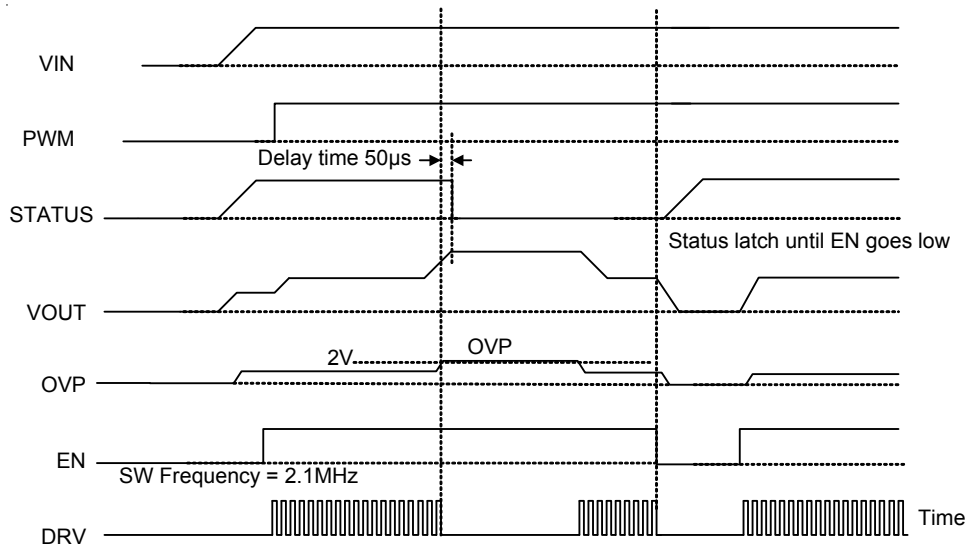 VIN
PWM
Delay time 50μs
STATUS
Status latch until EN goes low
VOUT
2V
OVP
OVP
EN
SW Frequency = 2.1MHz
Time
DRV